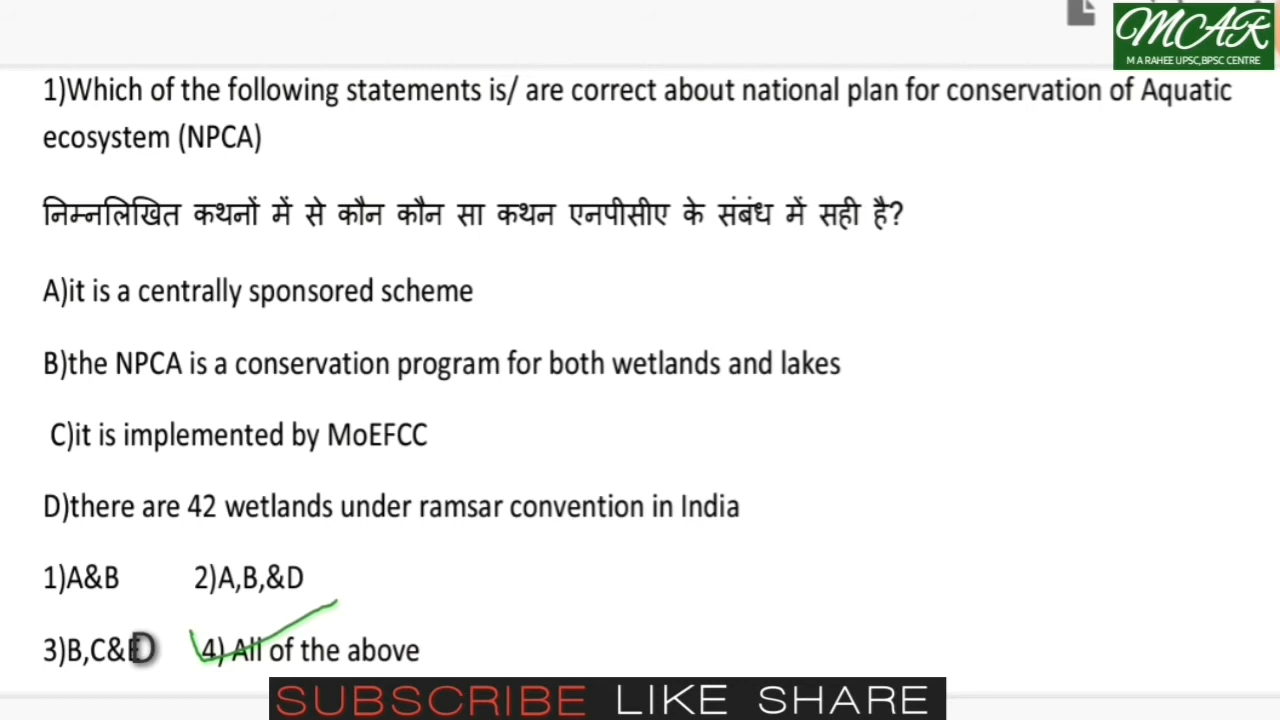 MCAR
M A RAHEE UPSC,BPSC CENTRE
1)Which of the following statements is/ are correct about national plan for conservation of Aquatic
ecosystem (NPCA)
निम्नलिखित कथनों में से कौन कौन सा कथन एनपीसीए के संबंध में सही है?
A)it is a centrally sponsored scheme
B)the NPCA is a conservation program for both wetlands and lakes
C)it is implemented by MoEFCC
D)there are 42 wetlands under ramsar convention in India
1)A&B 2)A,B,&D
3)B,C&D 4) All of the above
SUBSCRIBE LIKE SHARE